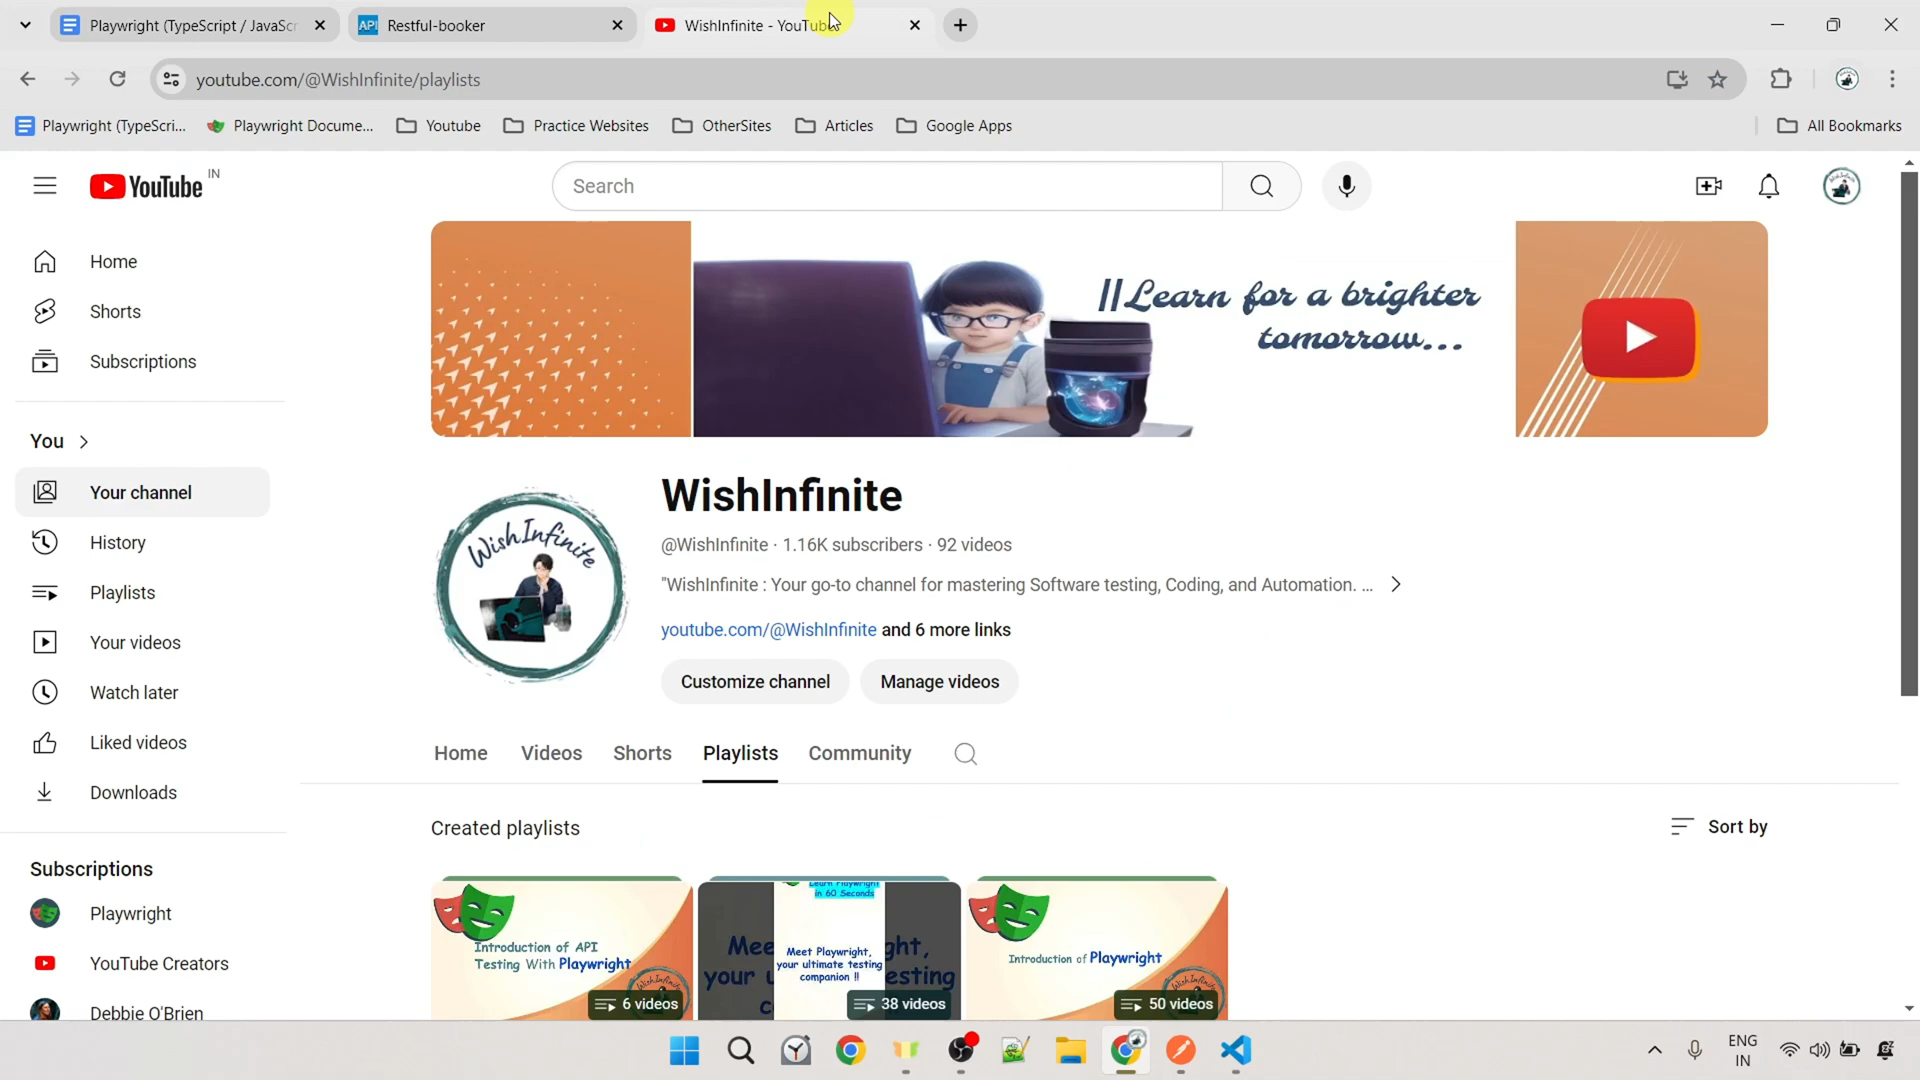 Playwright (TypeScript / JavaSc
Restful-booker
WishInfinite - YouTube
youtube.com/@WishInfinite/playlists
Playwright (TypeScri...
Playwright Docume...
Youtube
Practice Websites
OtherSites
Articles
Google Apps
All Bookmarks
YouTube IN
Search
Home
Shorts
Subscriptions
You
Your channel
History
Playlists
Your videos
Watch later
Liked videos
Downloads
Subscriptions
Playwright
YouTube Creators
Debbie O'Brien
||Learn for a brighter
tomorrow...
WishInfinite
WishInfinite
@WishInfinite · 1.16K subscribers · 92 videos
"WishInfinite : Your go-to channel for mastering Software testing, Coding, and Automation. ...
youtube.com/@WishInfinite and 6 more links
Customize channel
Manage videos
Home
Videos
Shorts
Playlists
Community
Created playlists
Sort by
Introduction of API
Testing With Playwright
6 videos
Learn Playwright
in 60 Seconds
Meet Playwright,
your ultimate testing
companion !!
38 videos
Introduction of Playwright
50 videos
ENG
IN